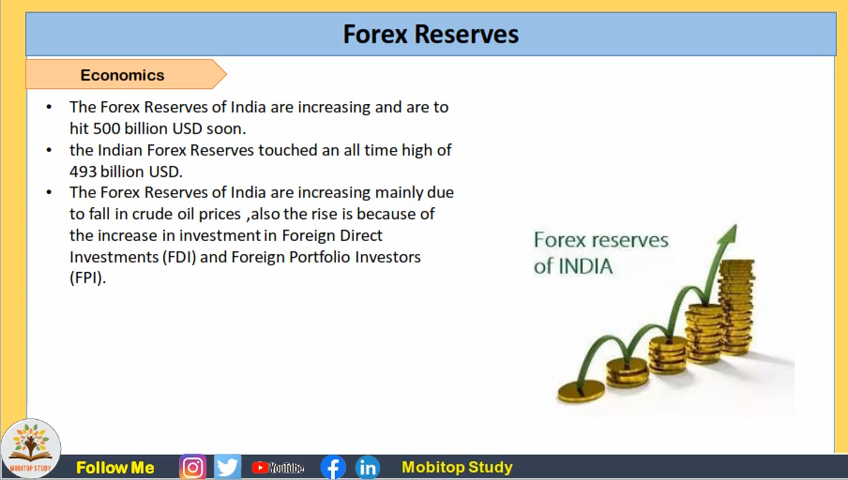 Forex Reserves
Economics
• The Forex Reserves of India are increasing and are to
hit 500 billion USD soon.
• the Indian Forex Reserves touched an all time high of
493 billion USD.
• The Forex Reserves of India are increasing mainly due
to fall in crude oil prices ,also the rise is because of
the increase in investment in Foreign Direct
Investments (FDI) and Foreign Portfolio Investors
(FPI).
Forex reserves
of INDIA
MOBITOP STUDY
Follow Me
YouTube
Mobitop Study